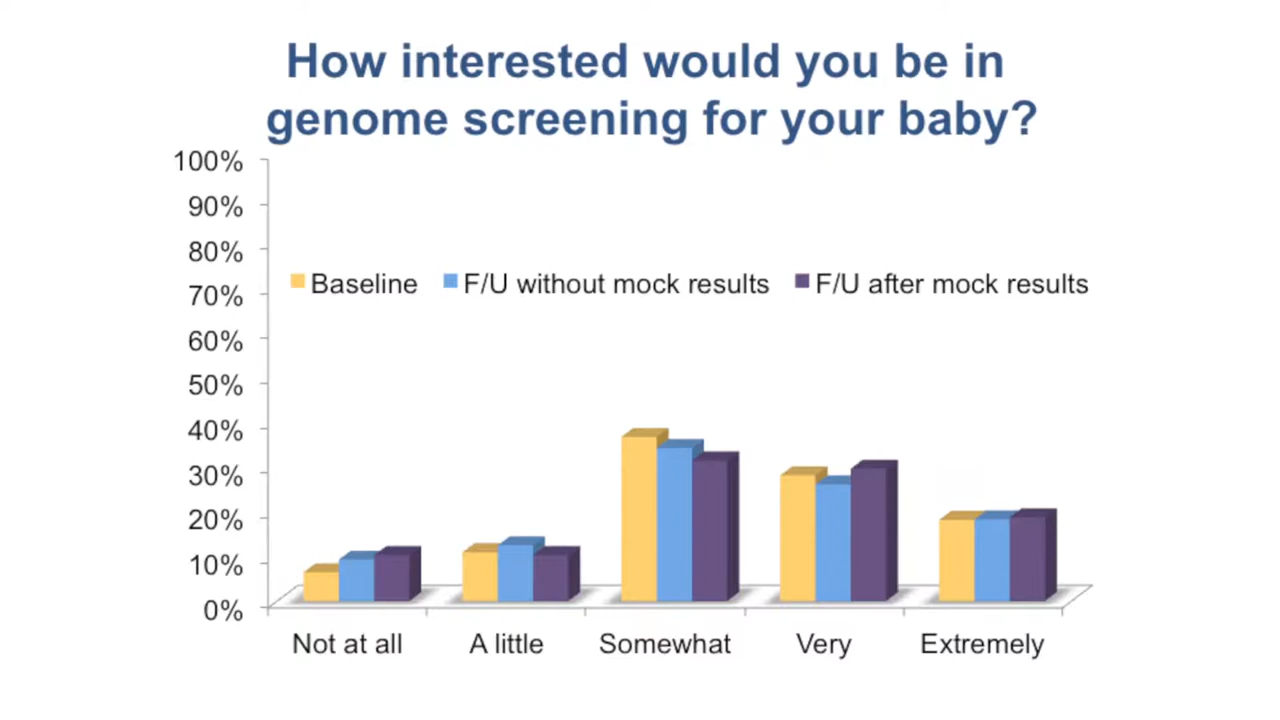 How interested would you be in
genome screening for your baby?
100%
90%
80%
70%
60%
50%
40%
30%
20%
10%
0%
Baseline F/U without mock results F/U after mock results
Not at all A little Somewhat Very Extremely